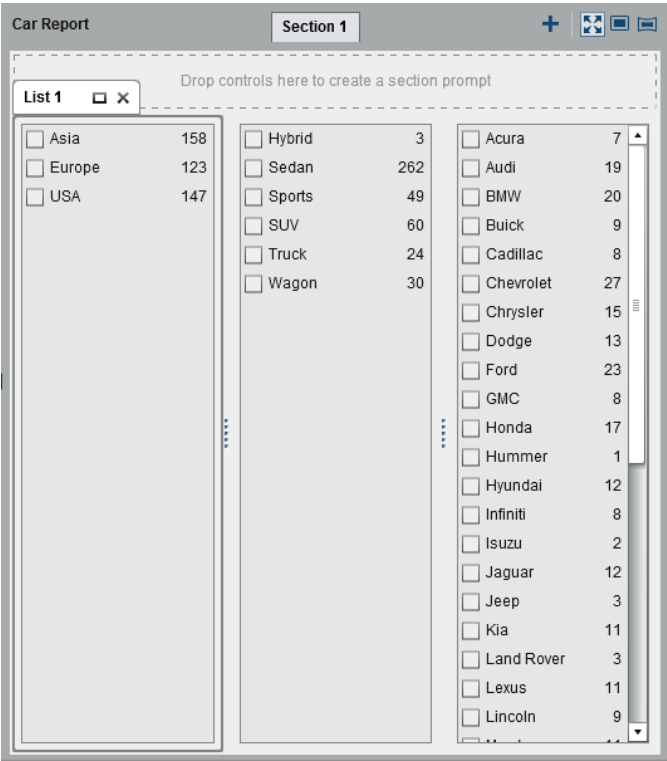 Car Report
Section 1
Drop controls here to create a section prompt
List 1
Asia 158
Europe 123
USA 147
Hybrid 3
Sedan 262
Sports 49
SUV 60
Truck 24
Wagon 30
Acura 7
Audi 19
BMW 20
Buick 9
Cadillac 8
Chevrolet 27
Chrysler 15
Dodge 13
Ford 23
GMC 8
Honda 17
Hummer 1
Hyundai 12
Infiniti 8
Isuzu 2
Jaguar 12
Jeep 3
Kia 11
Land Rover 3
Lexus 11
Lincoln 9